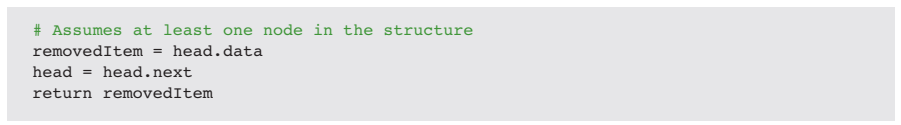 # Assumes at least one node in the structure
removedItem = head.data
head = head.next
return removedItem